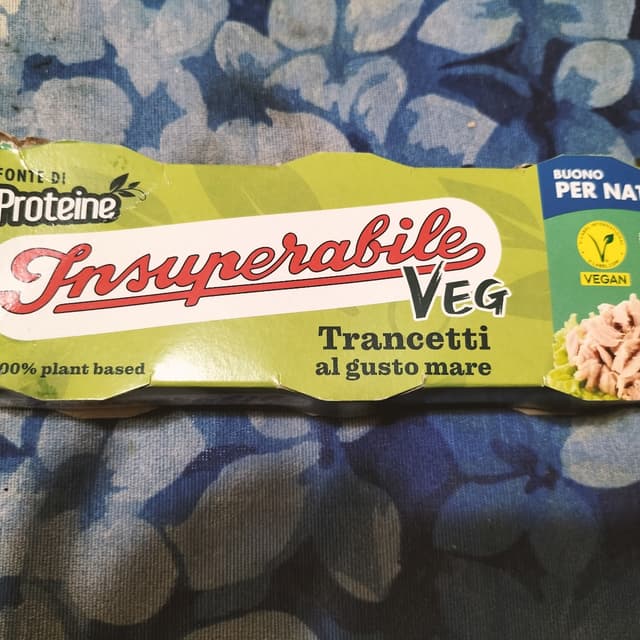 FONTE DI
Proteine
Insuperabile
VEG
Trancetti
al gusto mare
00% plant based
BUONO
PER NAT
VEGAN